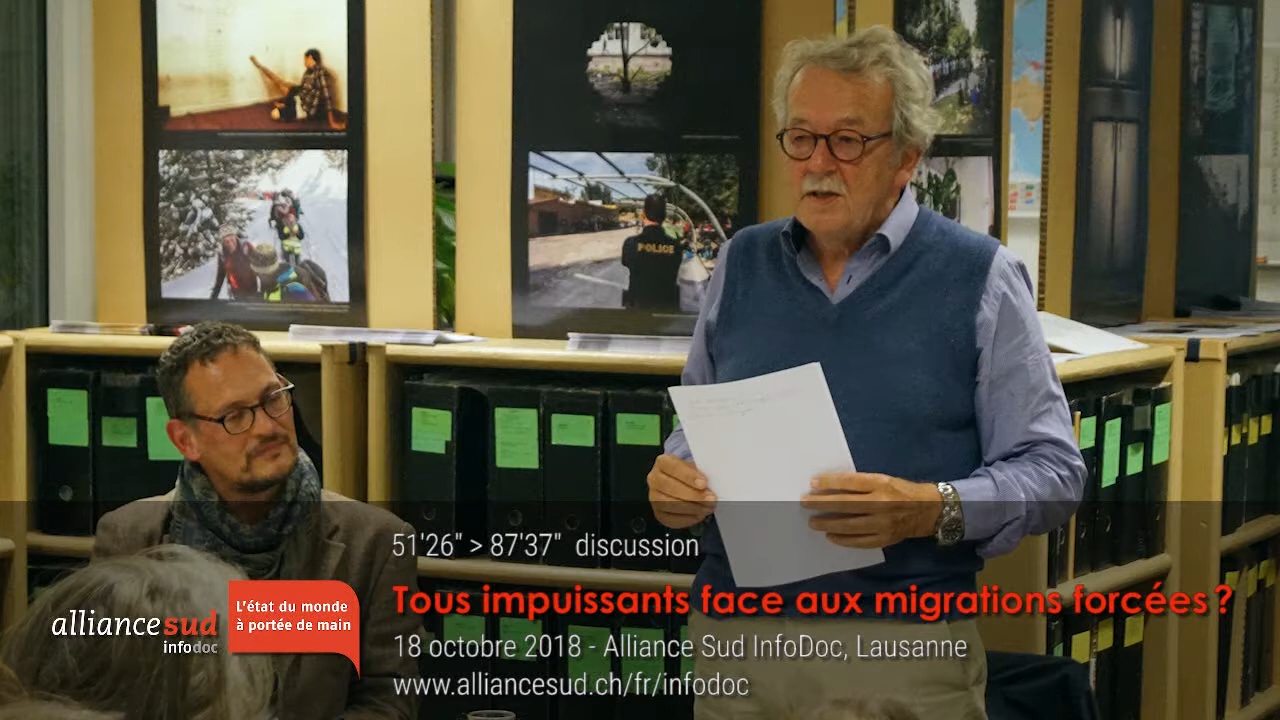 POLICE
51'26" > 87'37" discussion
Tous impuissants face aux migrations forcées ?
alliance sud
infodoc
L'état du monde
à portée de main
18 octobre 2018 - Alliance Sud InfoDoc, Lausanne
www.alliancesud.ch/fr/infodoc